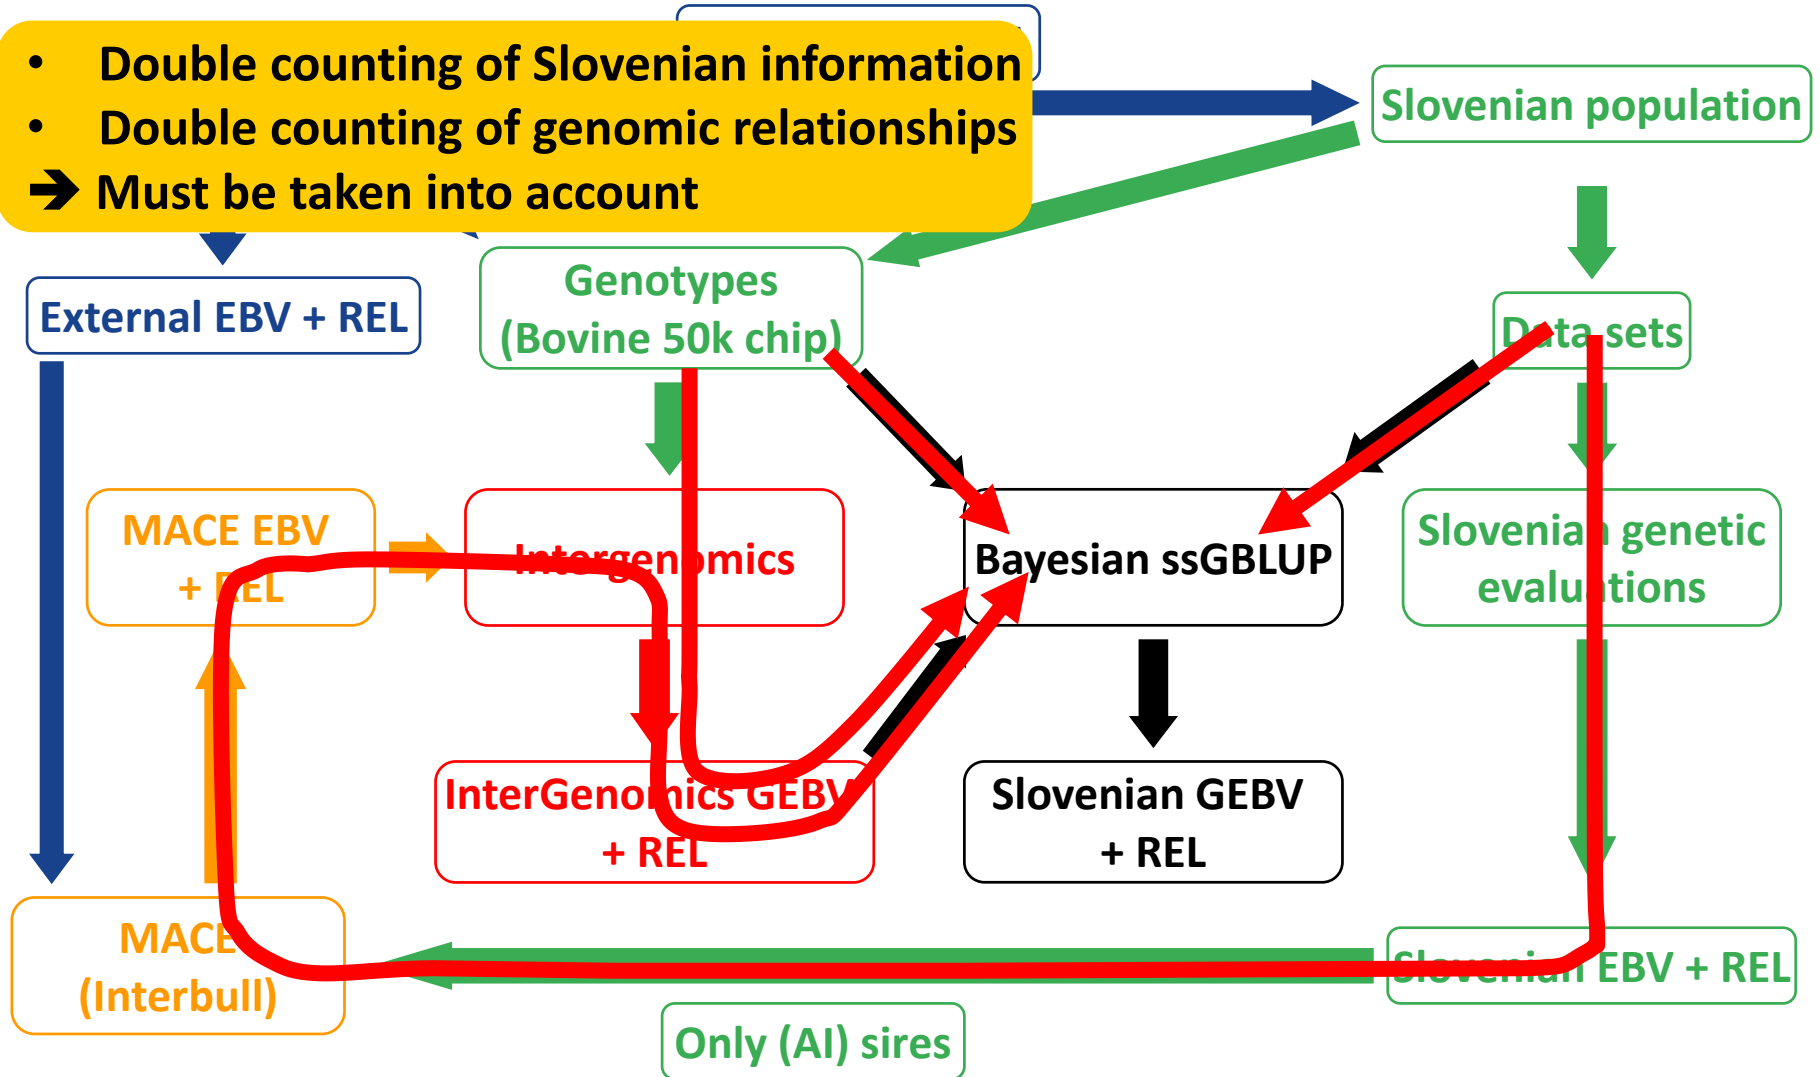 • Double counting of Slovenian information
• Double counting of genomic relationships
➔ Must be taken into account
Slovenian population
External EBV + REL
Genotypes
(Bovine 50k chip)
Data sets
MACE EBV
+ REL
Intergenomics
Bayesian ssGBLUP
Slovenian genetic
evaluations
InterGenomics GEBV
+ REL
Slovenian GEBV
+ REL
MACE
(Interbull)
Slovenian EBV + REL
Only (AI) sires